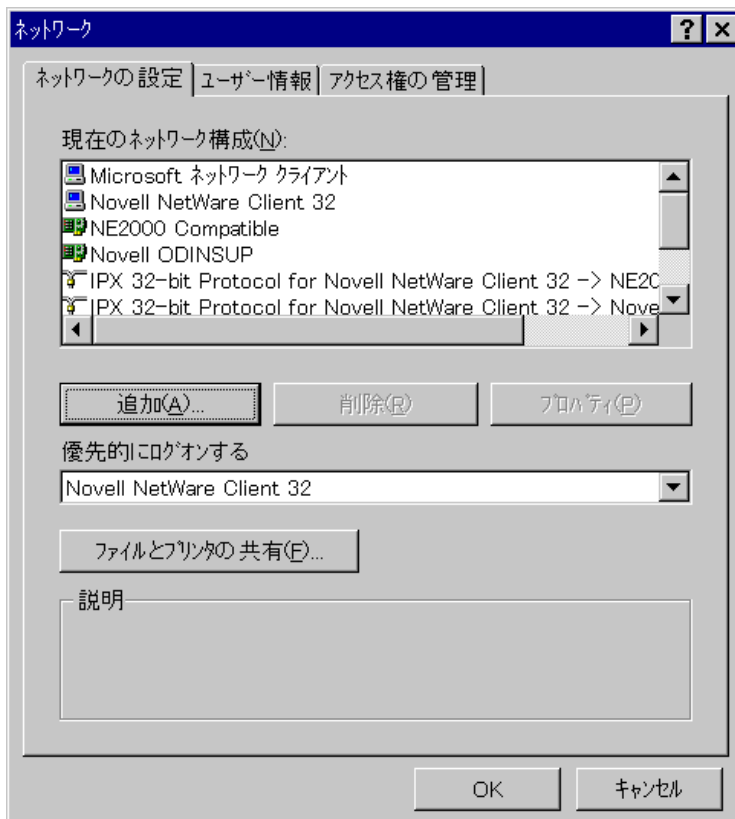 ネットワーク
ネットワークの設定 ユーザー情報 アクセス権の管理
現在のネットワーク構成(N):
Microsoft ネットワーク クライアント
Novell NetWare Client 32
NE2000 Compatible
Novell ODINSUP
IPX 32-bit Protocol for Novell NetWare Client 32 -> NE20
IPX 32-bit Protocol for Novell NetWare Client 32 -> Nove
追加(A)... 削除(R) プロパティ(P)
優先的にログオンする
Novell NetWare Client 32
ファイルとプリンタの共有(F)...
説明
OK キャンセル